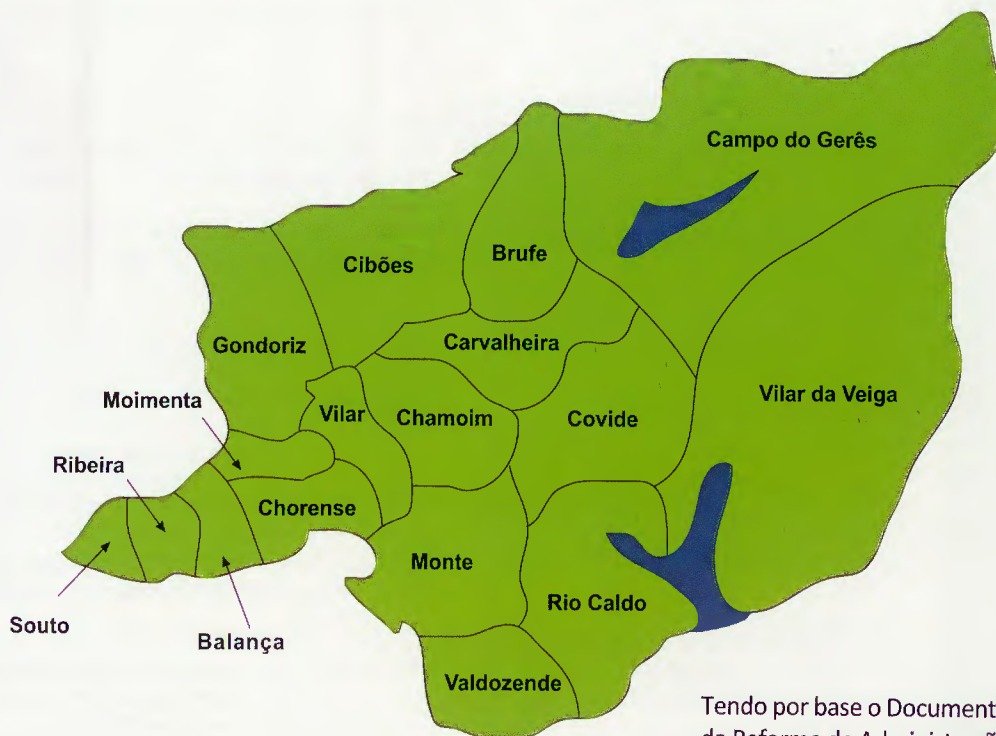 Campo do Gerês
Brufe
Cibões
Carvalheira
Gondoriz
Vilar da Veiga
Moimenta
Vilar
Chamoim
Covide
Ribeira
Chorense
Monte
Rio Caldo
Souto
Balança
Valdozende
Tendo por base o Document